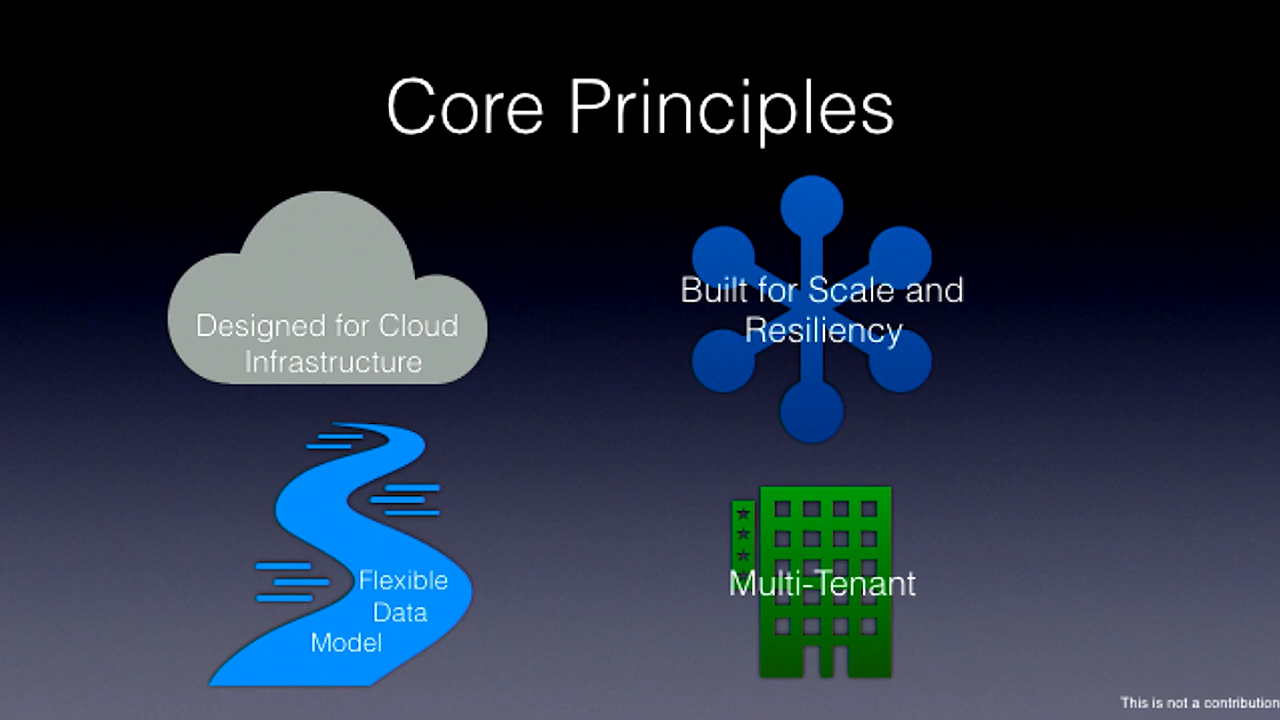 Core Principles
Designed for Cloud
Infrastructure
Built for Scale and
Resiliency
Flexible
Data
Model
Multi-Tenant
This is not a contribution